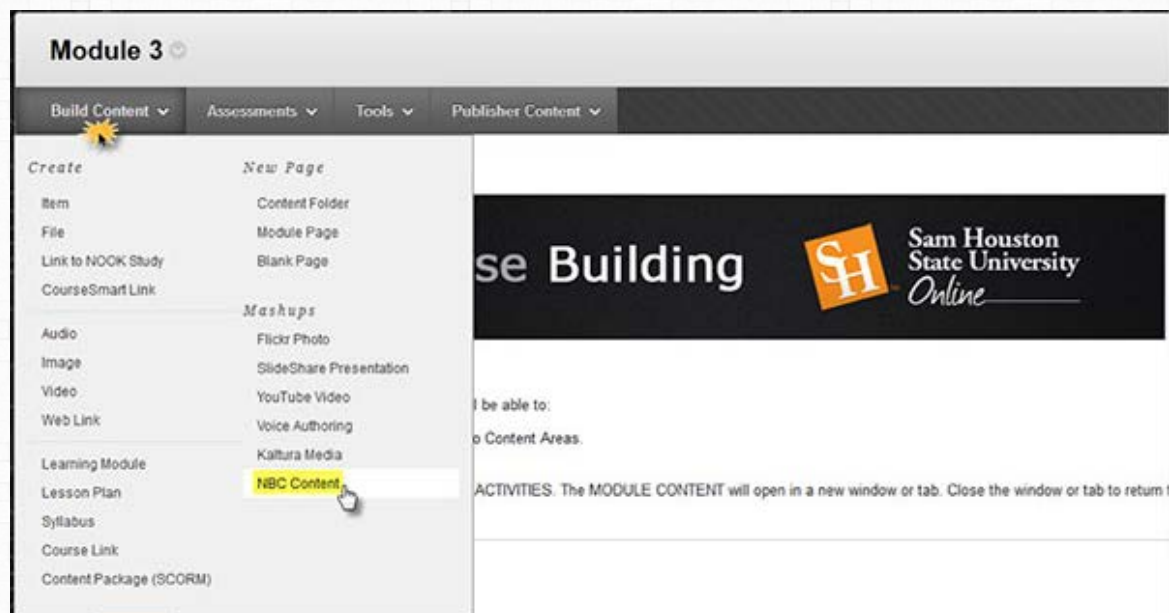 Module 3
Build Content
Assessments
Tools
Publisher Content
Create
Item
File
Link to NOOK Study
CourseSmart Link
Audio
Image
Video
Web Link
Learning Module
Lesson Plan
Syllabus
Course Link
Content Package (SCORM)
New Page
Content Folder
Module Page
Blank Page
Mashups
Flickr Photo
SlideShare Presentation
YouTube Video
Voice Authoring
Kaltura Media
NBC Content
se Building
SH
Sam Houston
State University
Online
l be able to:
o Content Areas.
ACTIVITIES. The MODULE CONTENT will open in a new window or tab. Close the window or tab to return